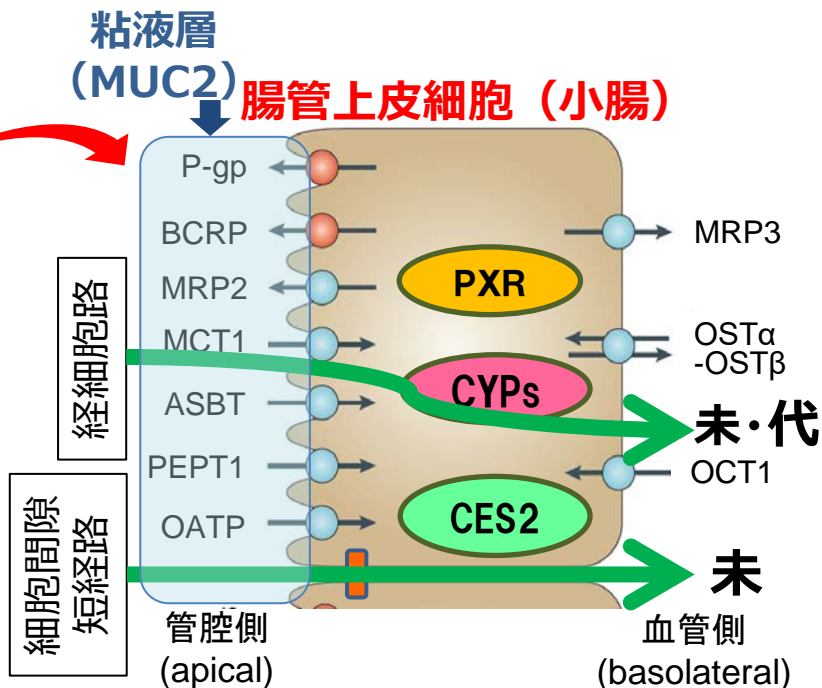 粘液層
(MUC2)
腸管上皮細胞（小腸）
P-gp
BCRP
MRP2
MCT1
ASBT
PEPT1
OATP
PXR
CYPs
CES2
MRP3
OSTα
-OSTβ
未・代
OCT1
未
経細胞路
細胞間隙
短経路
管腔側
(apical)
血管側
(basolateral)